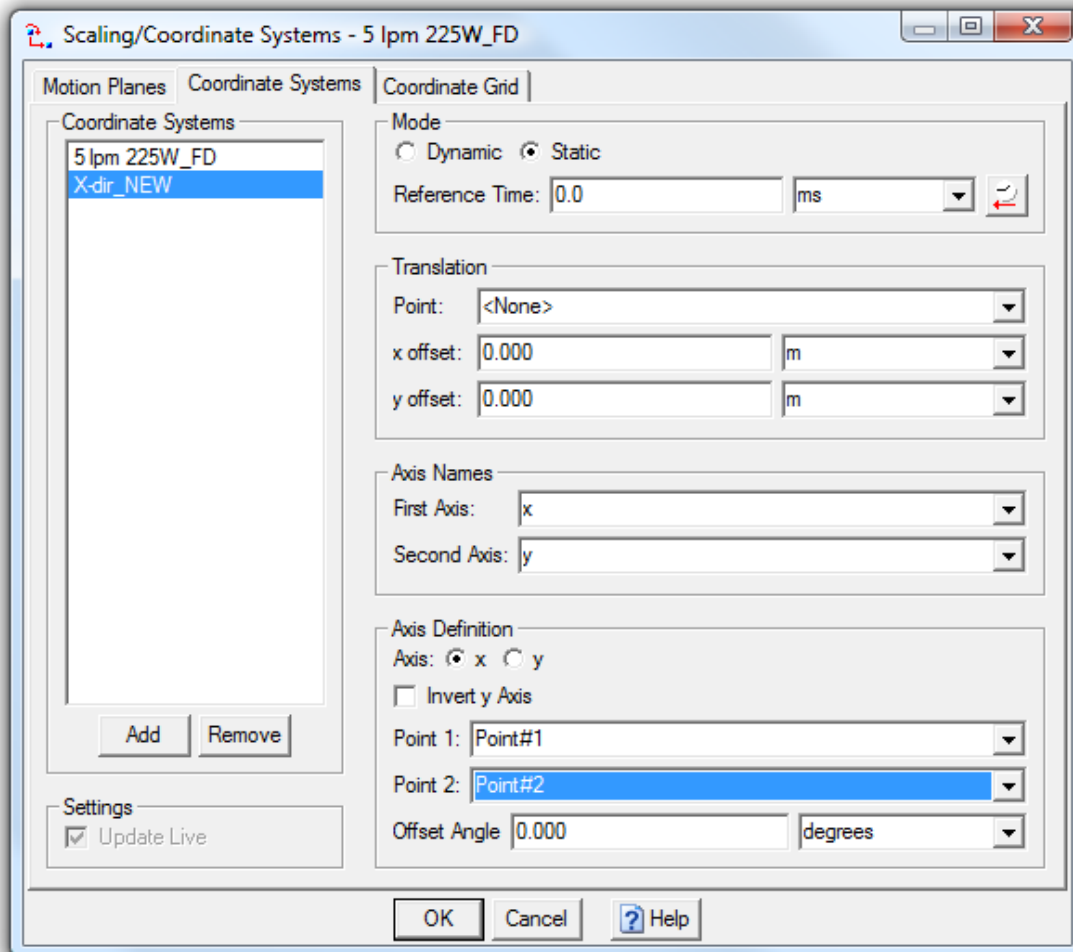 Scaling/Coordinate Systems - 5 lpm 225W_FD
Motion Planes Coordinate Systems Coordinate Grid
Coordinate Systems
5 lpm 225W_FD
X-dir_NEW
Add Remove
Settings
Update Live
Mode
Dynamic Static
Reference Time: 0.0 ms
Translation
Point: <None>
x offset: 0.000 m
y offset: 0.000 m
Axis Names
First Axis: x
Second Axis: y
Axis Definition
Axis: x y
Invert y Axis
Point 1: Point#1
Point 2: Point#2
Offset Angle 0.000 degrees
OK Cancel Help